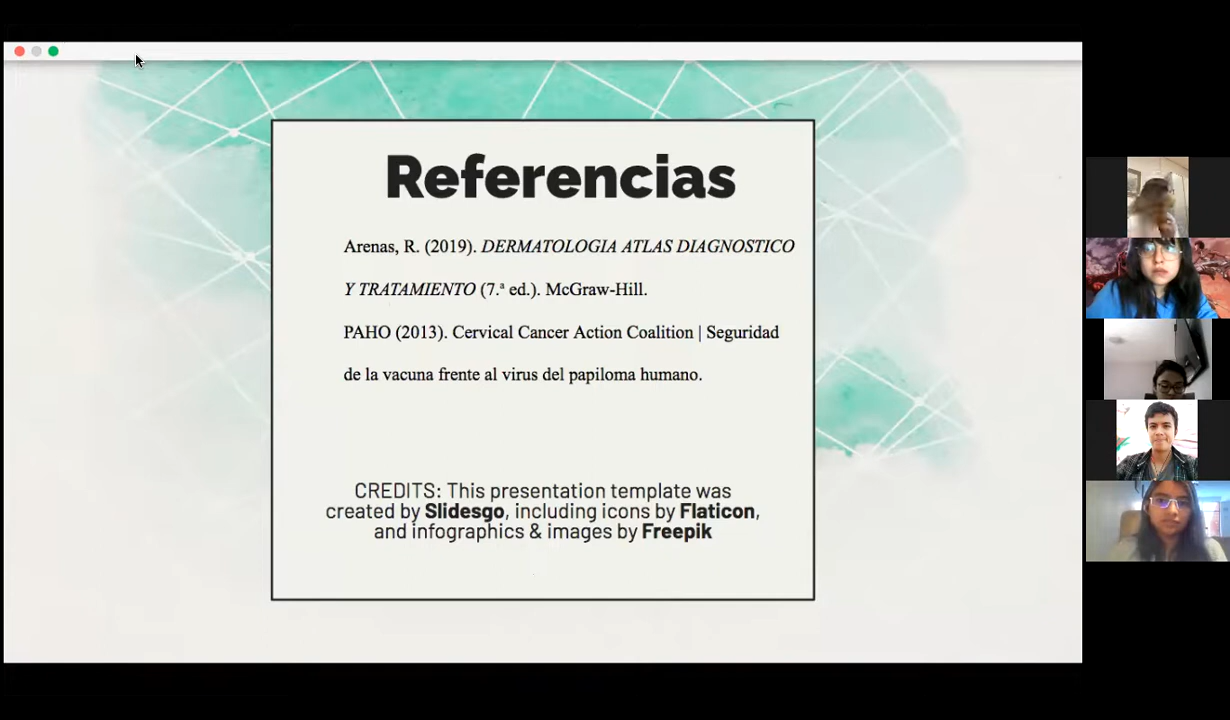 Referencias
Arenas, R. (2019). DERMATOLOGIA ATLAS DIAGNOSTICO
Y TRATAMIENTO (7.ª ed.). McGraw-Hill.
PAHO (2013). Cervical Cancer Action Coalition | Seguridad
de la vacuna frente al virus del papiloma humano.
CREDITS: This presentation template was
created by Slidesgo, including icons by Flaticon,
and infographics & images by Freepik